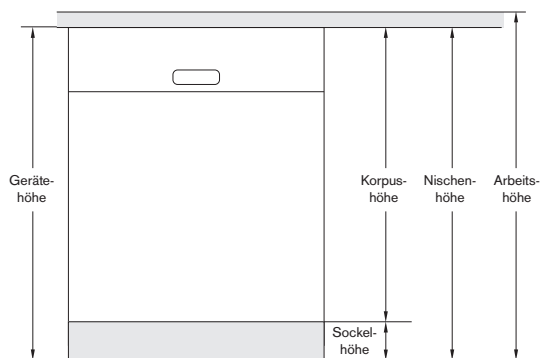 Geräte-
höhe
Korpus-
höhe
Nischen-
höhe
Arbeits-
höhe
Sockel-
höhe